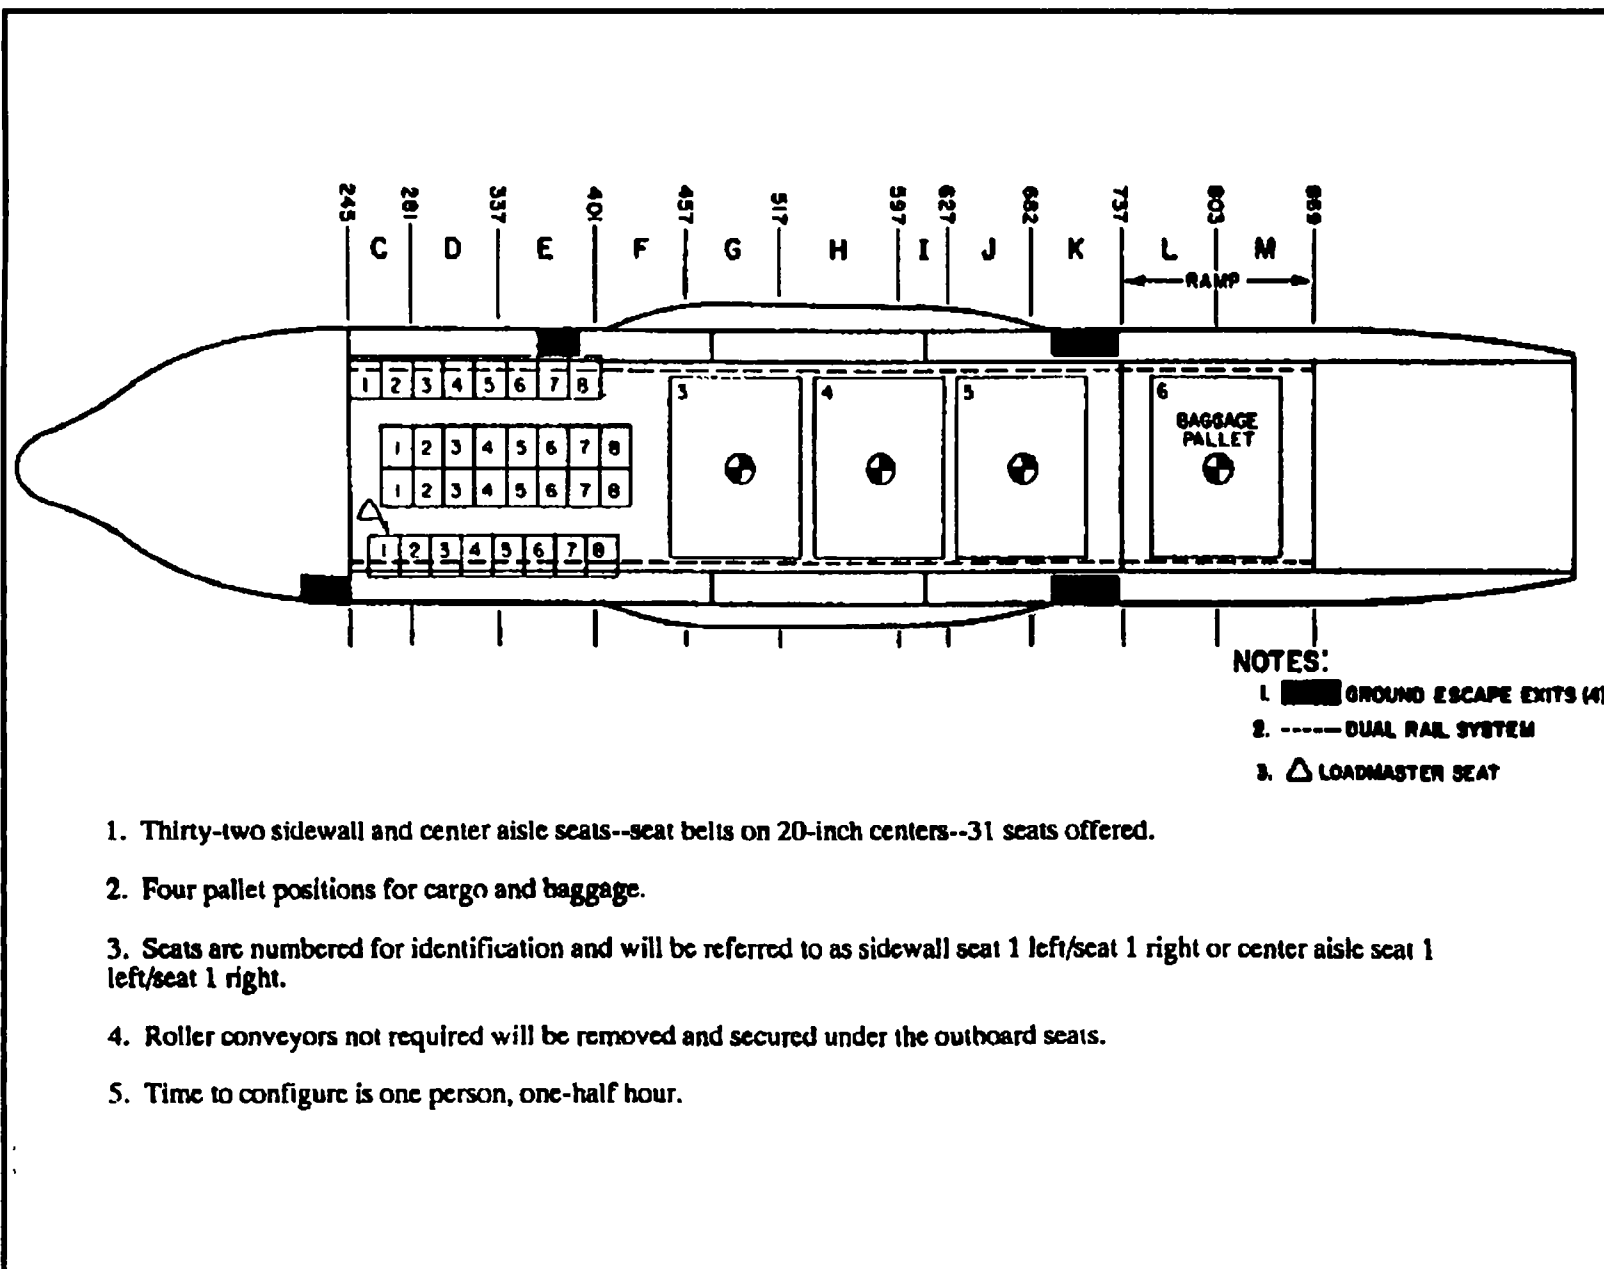 245 281 337 401 457 517 597 627 682 737 803 869
C D E F G H I J K L M
RAMP
1 2 3 4 5 6 7 8
3 4 5 6
BAGGAGE
PALLET
1 2 3 4 5 6 7 8
1 2 3 4 5 6 7 8
1 2 3 4 5 6 7 8
NOTES:
1. GROUND ESCAPE EXITS (4)
2. ----- DUAL RAIL SYSTEM
3. △ LOADMASTER SEAT
1. Thirty-two sidewall and center aisle seats--seat belts on 20-inch centers--31 seats offered.
2. Four pallet positions for cargo and baggage.
3. Seats are numbered for identification and will be referred to as sidewall seat 1 left/seat 1 right or center aisle seat 1
left/seat 1 right.
4. Roller conveyors not required will be removed and secured under the outboard seats.
5. Time to configure is one person, one-half hour.